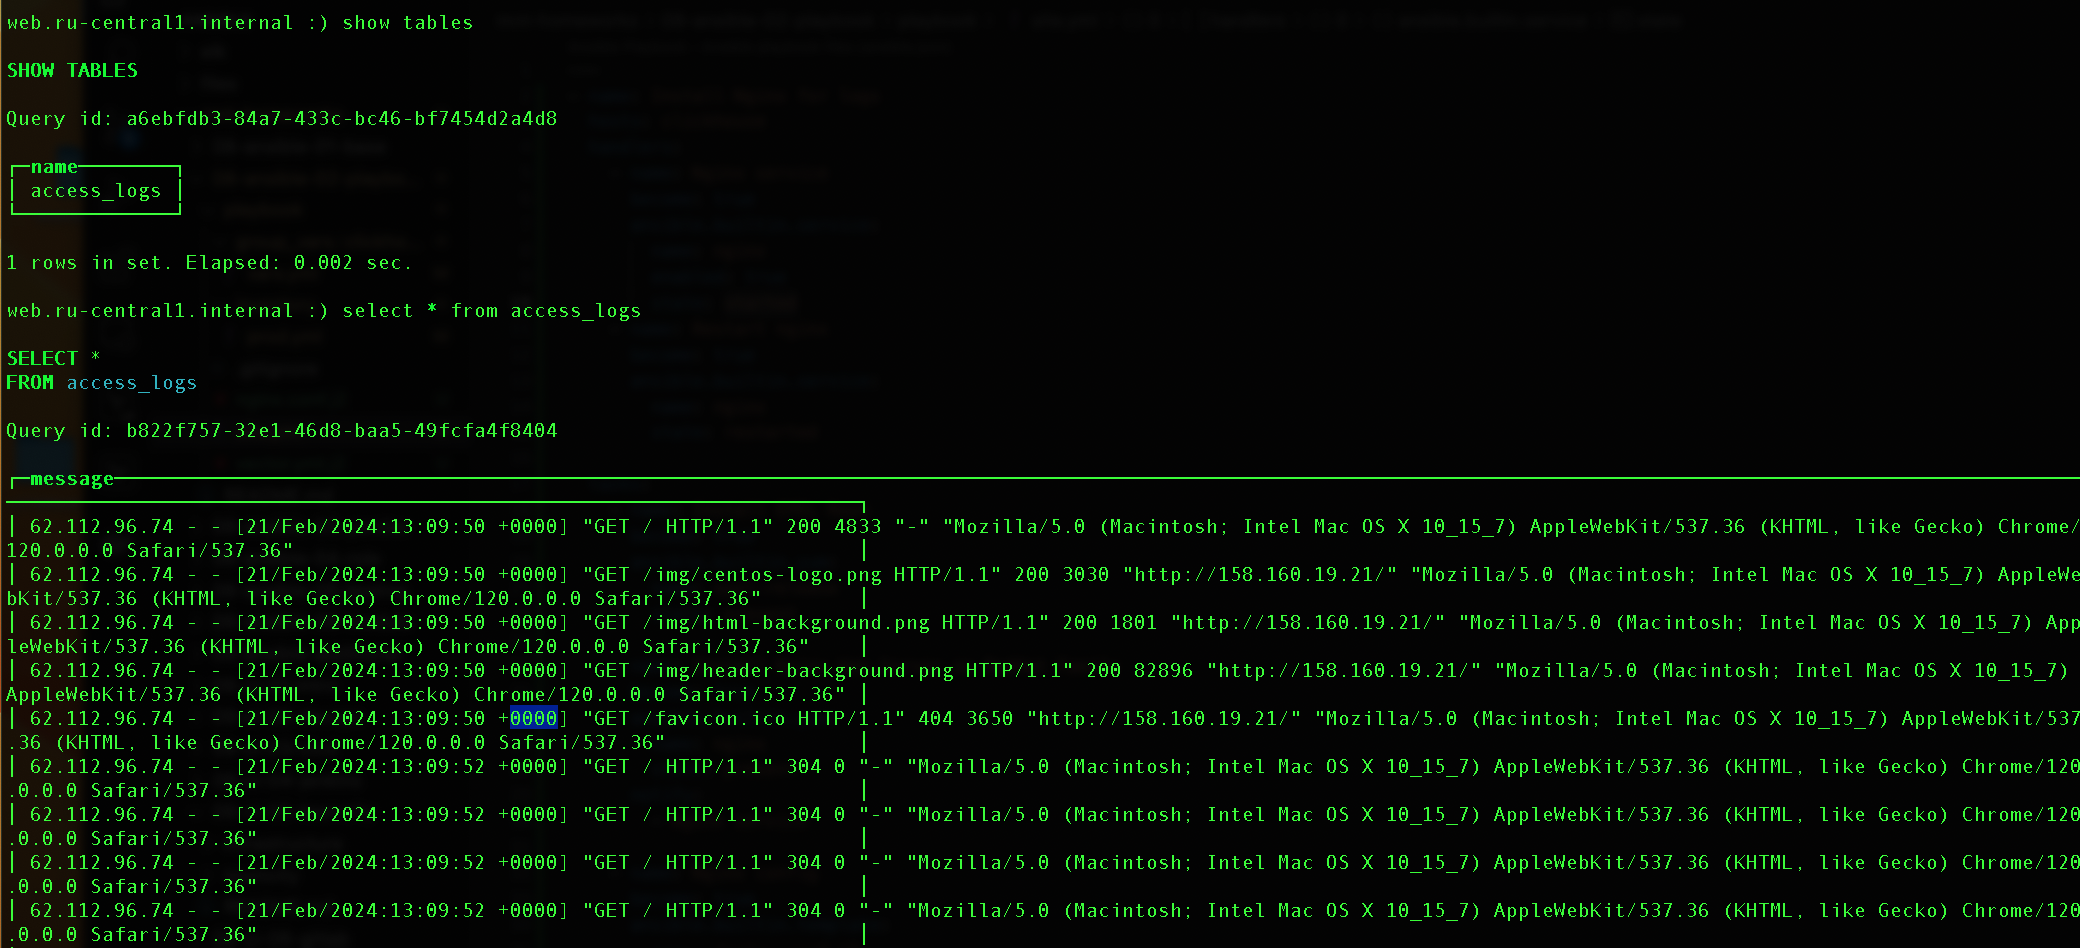 web.ru-central1.internal :) show tables
SHOW TABLES
Query id: a6ebfdb3-84a7-433c-bc46-bf7454d2a4d8
name
access_logs
1 rows in set. Elapsed: 0.002 sec.
web.ru-central1.internal :) select * from access_logs
SELECT *
FROM access_logs
Query id: b822f757-32e1-46d8-baa5-49fcfa4f8404
message
62.112.96.74 - - [21/Feb/2024:13:09:50 +0000] "GET / HTTP/1.1" 200 4833 "-" "Mozilla/5.0 (Macintosh; Intel Mac OS X 10_15_7) AppleWebKit/537.36 (KHTML, like Gecko) Chrome/
120.0.0.0 Safari/537.36"
62.112.96.74 - - [21/Feb/2024:13:09:50 +0000] "GET /img/centos-logo.png HTTP/1.1" 200 3030 "http://158.160.19.21/" "Mozilla/5.0 (Macintosh; Intel Mac OS X 10_15_7) AppleWe
bKit/537.36 (KHTML, like Gecko) Chrome/120.0.0.0 Safari/537.36"
62.112.96.74 - - [21/Feb/2024:13:09:50 +0000] "GET /img/html-background.png HTTP/1.1" 200 1801 "http://158.160.19.21/" "Mozilla/5.0 (Macintosh; Intel Mac OS X 10_15_7) App
leWebKit/537.36 (KHTML, like Gecko) Chrome/120.0.0.0 Safari/537.36"
62.112.96.74 - - [21/Feb/2024:13:09:50 +0000] "GET /img/header-background.png HTTP/1.1" 200 82896 "http://158.160.19.21/" "Mozilla/5.0 (Macintosh; Intel Mac OS X 10_15_7)
AppleWebKit/537.36 (KHTML, like Gecko) Chrome/120.0.0.0 Safari/537.36"
62.112.96.74 - - [21/Feb/2024:13:09:50 +0000] "GET /favicon.ico HTTP/1.1" 404 3650 "http://158.160.19.21/" "Mozilla/5.0 (Macintosh; Intel Mac OS X 10_15_7) AppleWebKit/537
.36 (KHTML, like Gecko) Chrome/120.0.0.0 Safari/537.36"
62.112.96.74 - - [21/Feb/2024:13:09:52 +0000] "GET / HTTP/1.1" 304 0 "-" "Mozilla/5.0 (Macintosh; Intel Mac OS X 10_15_7) AppleWebKit/537.36 (KHTML, like Gecko) Chrome/120
.0.0.0 Safari/537.36"
62.112.96.74 - - [21/Feb/2024:13:09:52 +0000] "GET / HTTP/1.1" 304 0 "-" "Mozilla/5.0 (Macintosh; Intel Mac OS X 10_15_7) AppleWebKit/537.36 (KHTML, like Gecko) Chrome/120
.0.0.0 Safari/537.36"
62.112.96.74 - - [21/Feb/2024:13:09:52 +0000] "GET / HTTP/1.1" 304 0 "-" "Mozilla/5.0 (Macintosh; Intel Mac OS X 10_15_7) AppleWebKit/537.36 (KHTML, like Gecko) Chrome/120
.0.0.0 Safari/537.36"
62.112.96.74 - - [21/Feb/2024:13:09:52 +0000] "GET / HTTP/1.1" 304 0 "-" "Mozilla/5.0 (Macintosh; Intel Mac OS X 10_15_7) AppleWebKit/537.36 (KHTML, like Gecko) Chrome/120
.0.0.0 Safari/537.36"